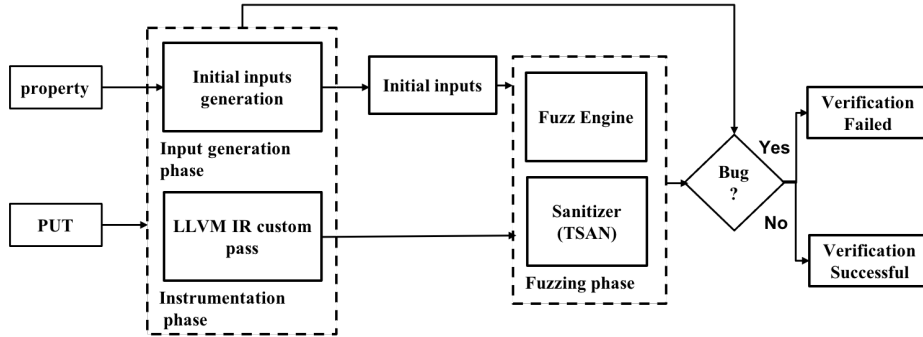 property
PUT
Initial inputs
generation
Input generation
phase
LLVM IR custom
pass
Instrumentation
phase
Initial inputs
Fuzz Engine
Sanitizer
(TSAN)
Fuzzing phase
Bug
?
Yes
No
Verification
Failed
Verification
Successful